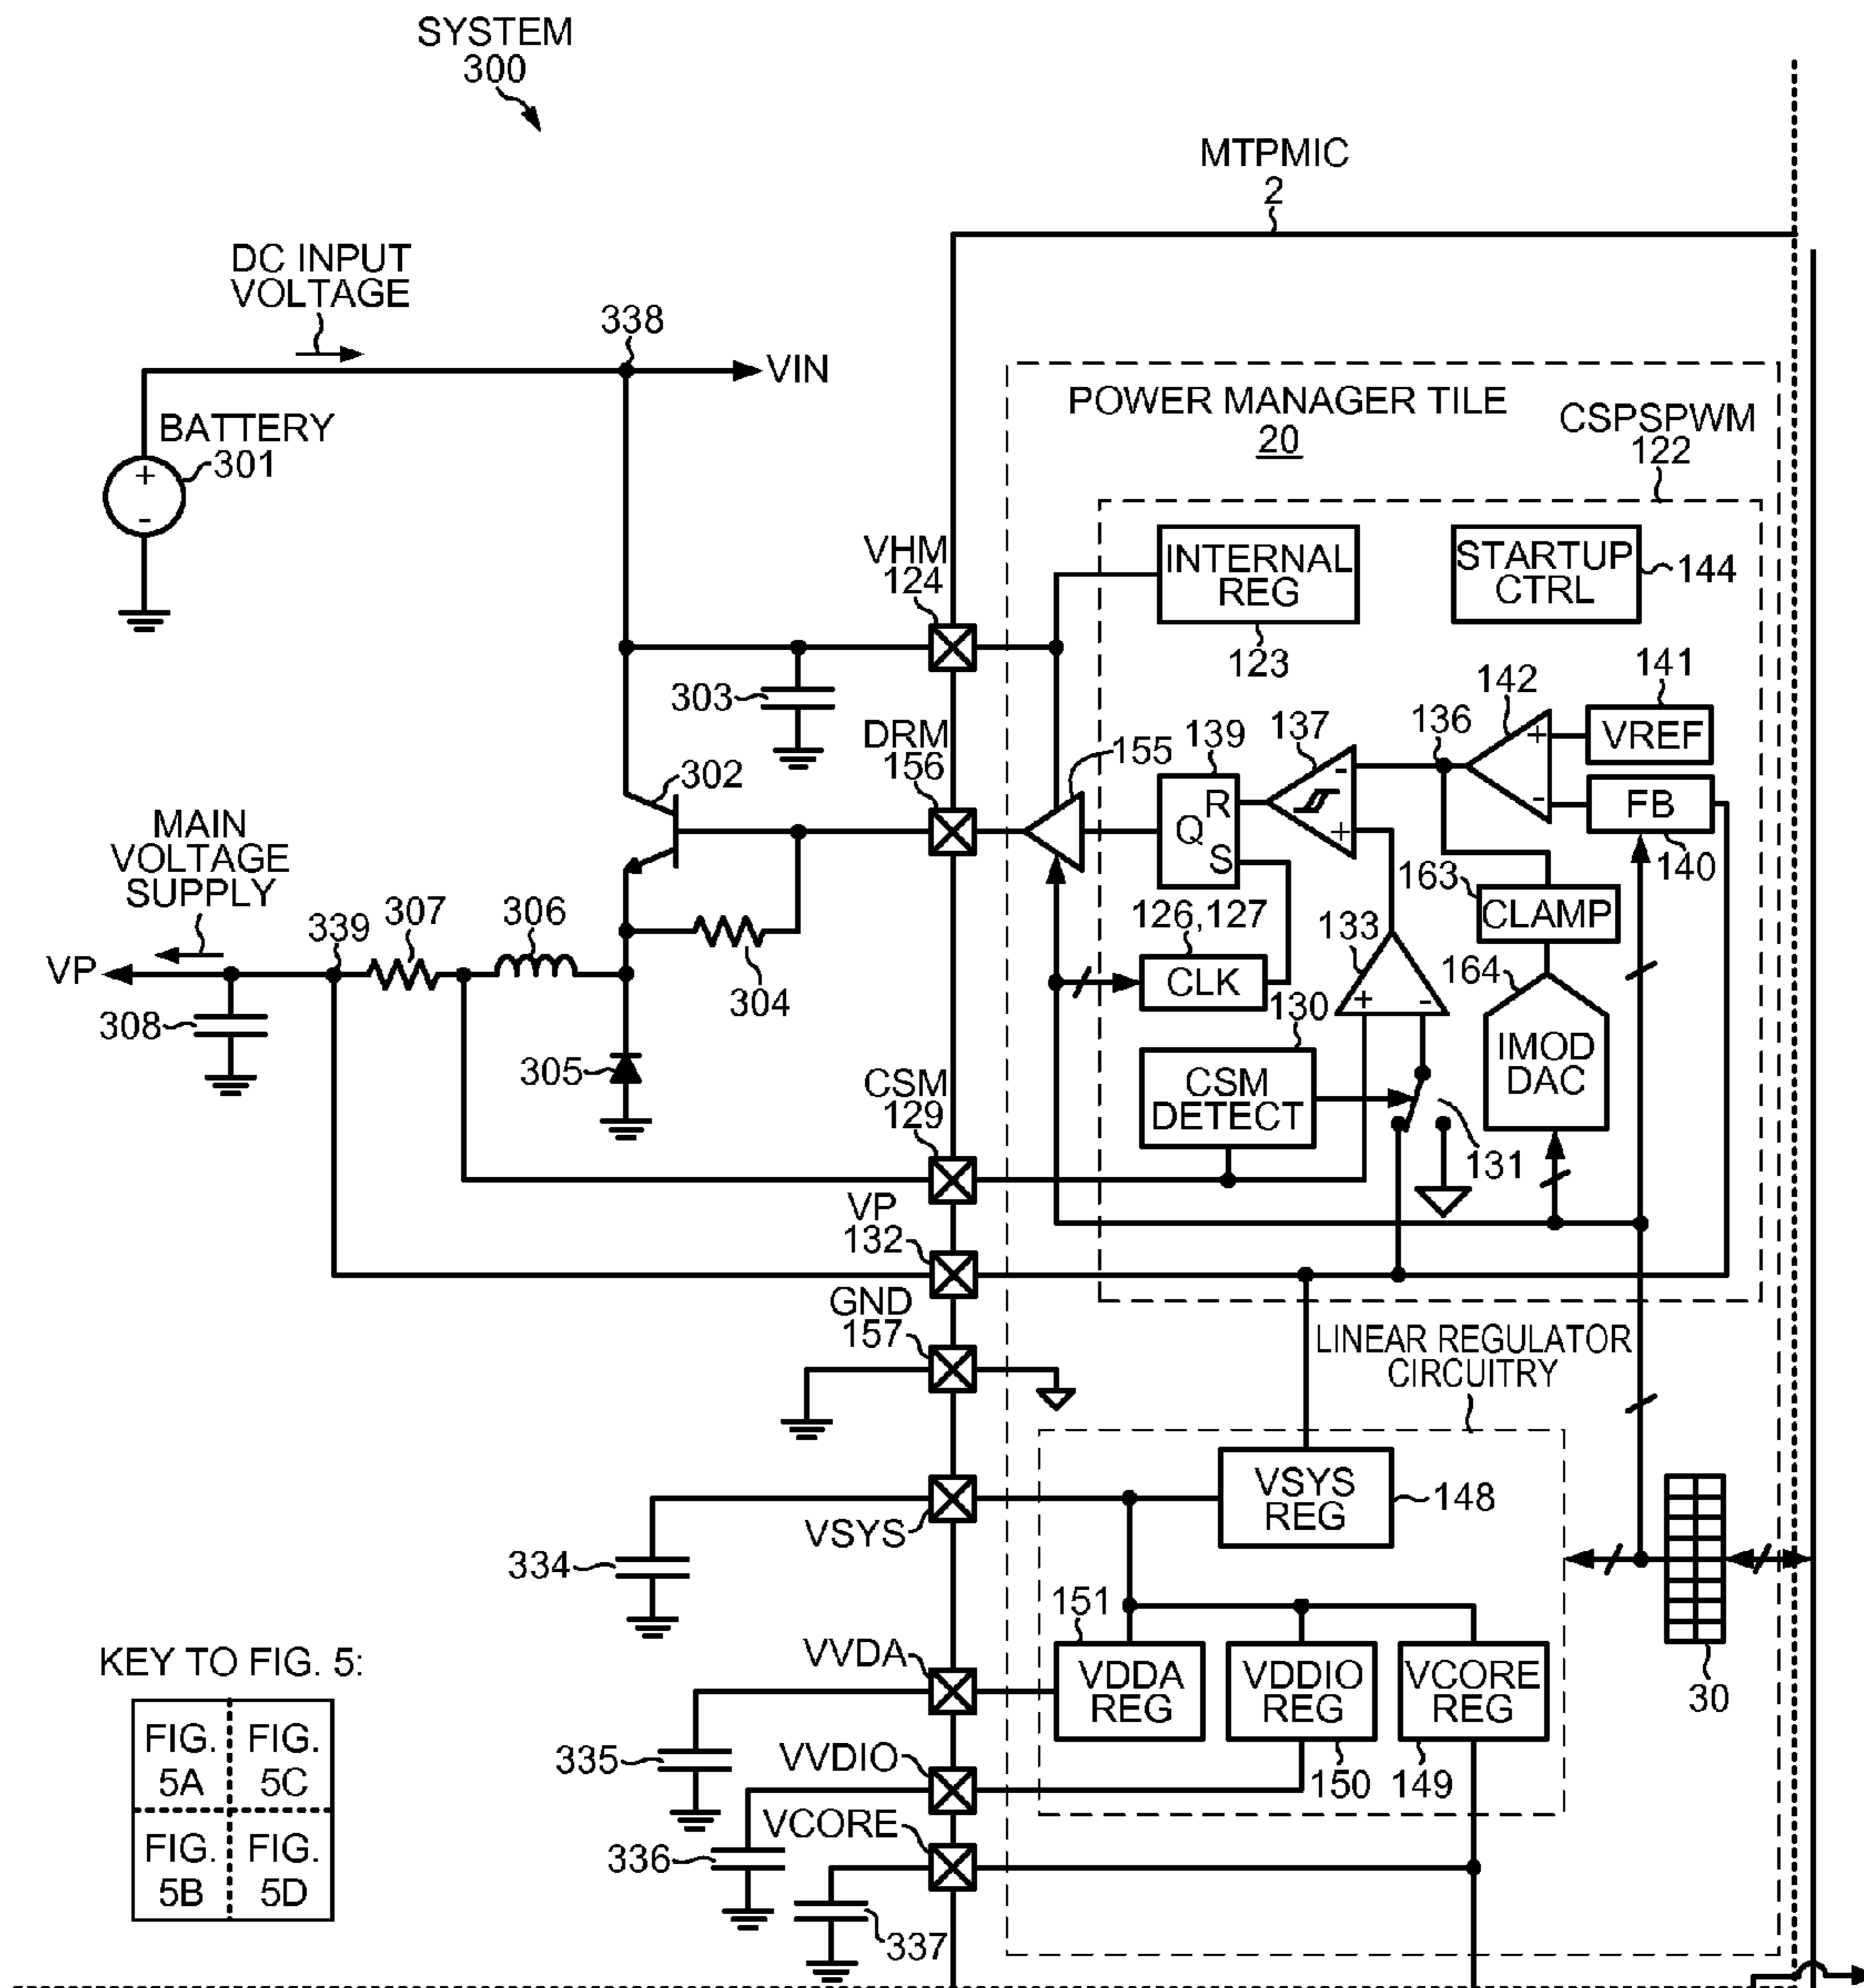 SYSTEM
300
MTPMIC
2
DC INPUT
VOLTAGE
338
VIN
BATTERY
301
+
-
POWER MANAGER TILE
20
CSPSPWM
122
VHM
124
INTERNAL
REG
123
STARTUP
CTRL
144
303
DRM
156
155
139
137
136
142
141
VREF
+
-
FB
140
R
Q
S
-
+
302
MAIN
VOLTAGE
SUPPLY
339
307
306
304
VP
308
305
126, 127
CLK
133
+
-
163
CLAMP
164
IMOD
DAC
130
CSM
DETECT
131
CSM
129
VP
132
GND
157
LINEAR REGULATOR
CIRCUITRY
VSYS
REG
148
VSYS
334
151
VDDA
REG
VDDIO
REG
150
VCORE
REG
149
30
VVDA
335
VVDIO
336
VCORE
337
KEY TO FIG. 5:
FIG.
5A
FIG.
5C
FIG.
5B
FIG.
5D